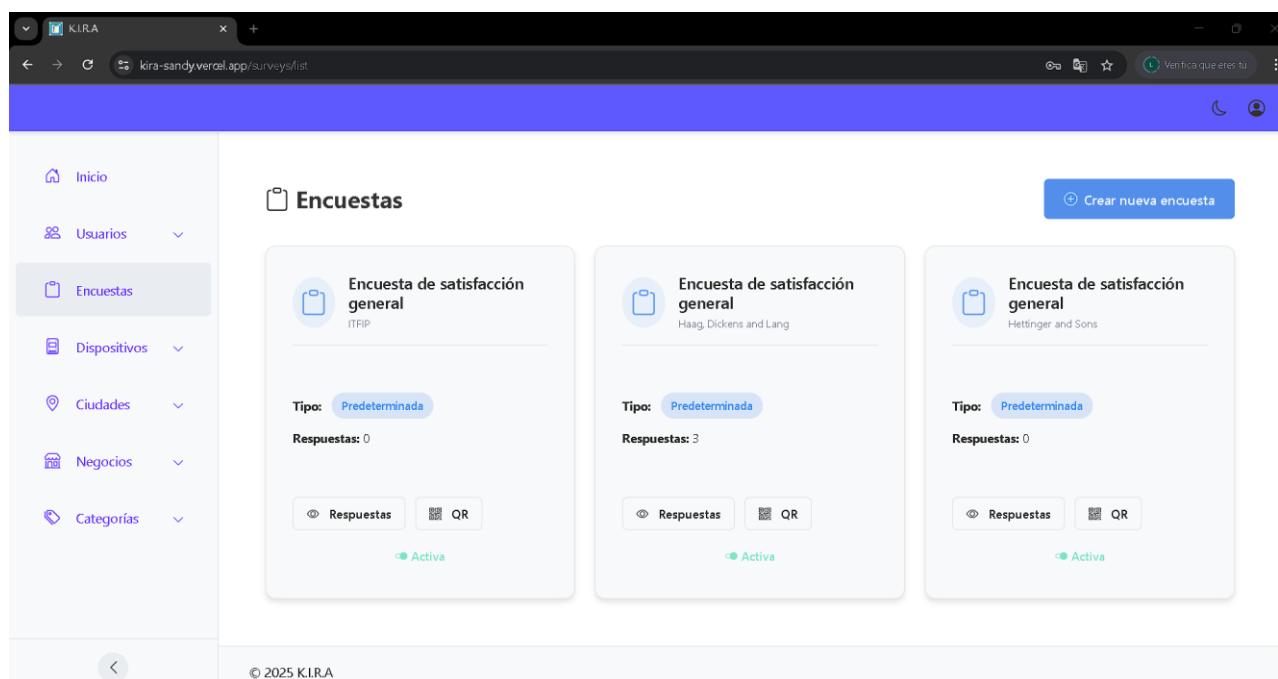 K.I.R.A
kira-sandy.vercel.app/surveys/list
Verifica que eres tú
Inicio
Usuarios
Encuestas
Dispositivos
Ciudades
Negocios
Categorías
Encuestas
Crear nueva encuesta
Encuesta de satisfacción
general
ITFIP
Tipo: Predeterminada
Respuestas: 0
Respuestas
QR
Activa
Encuesta de satisfacción
general
Haag, Dickens and Lang
Tipo: Predeterminada
Respuestas: 3
Respuestas
QR
Activa
Encuesta de satisfacción
general
Hettinger and Sons
Tipo: Predeterminada
Respuestas: 0
Respuestas
QR
Activa
© 2025 K.I.R.A